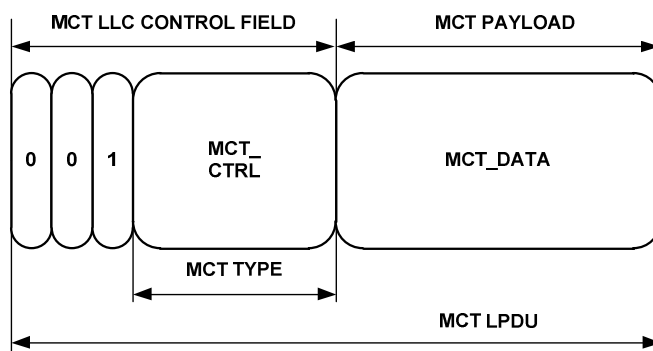 MCT LLC CONTROL FIELD MCT PAYLOAD
0 0 1 MCT_
CTRL MCT_DATA
MCT TYPE
MCT LPDU